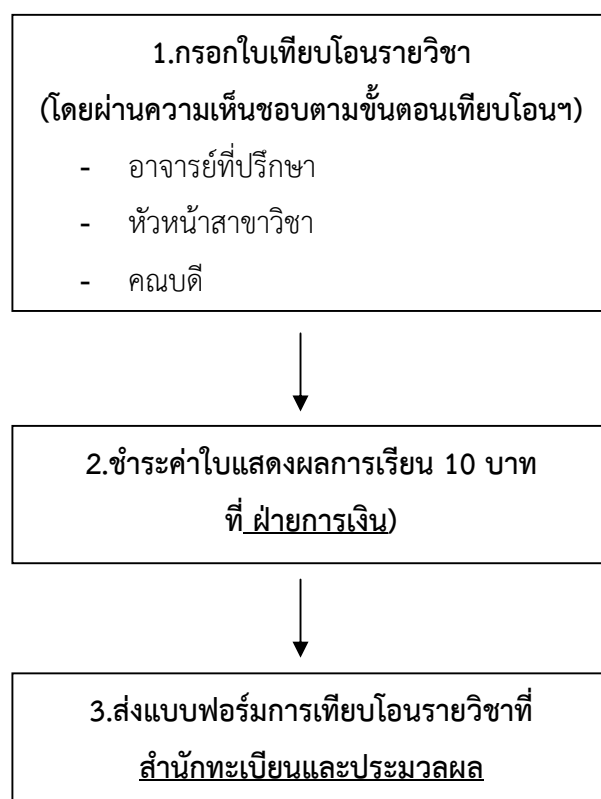 1.กรอกใบเทียบโอนรายวิชา
(โดยผ่านความเห็นชอบตามขั้นตอนเทียบโอนฯ)
- อาจารย์ที่ปรึกษา
- หัวหน้าสาขาวิชา
- คณบดี
2.ชำระค่าใบแสดงผลการเรียน 10 บาท
ที่ ฝ่ายการเงิน)
3.ส่งแบบฟอร์มการเทียบโอนรายวิชาที่
สำนักทะเบียนและประมวลผล